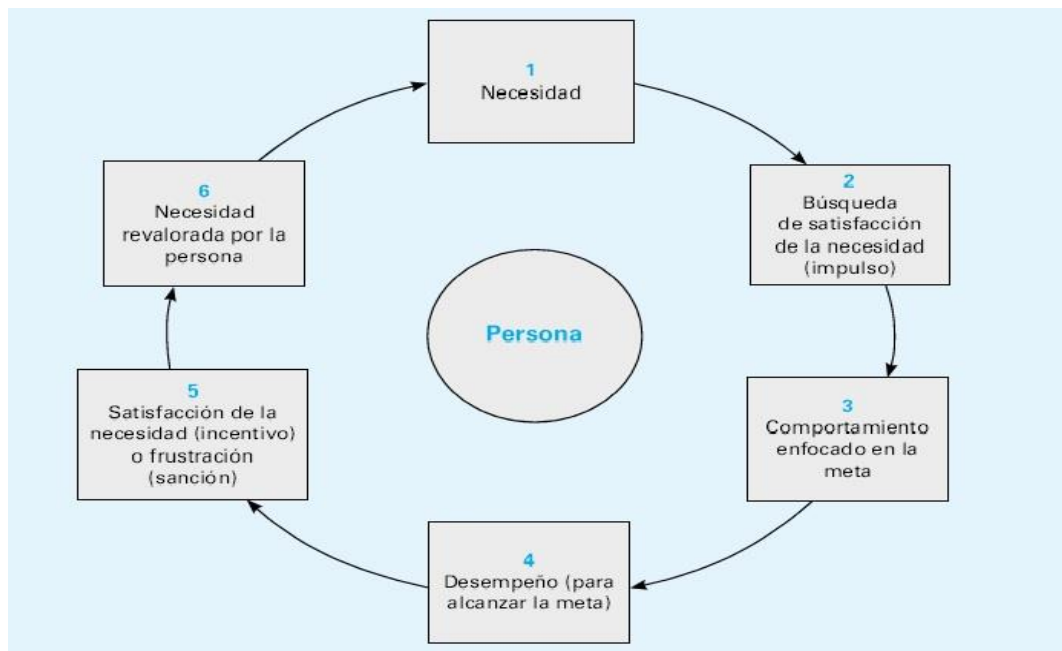 1
Necesidad
2
Búsqueda
de satisfacción
de la necesidad
(impulso)
3
Comportamiento
enfocado en la
meta
4
Desempeño (para
alcanzar la meta)
5
Satisfacción de la
necesidad (incentivo)
o frustración
(sanción)
6
Necesidad
revalorada por la
persona
Persona